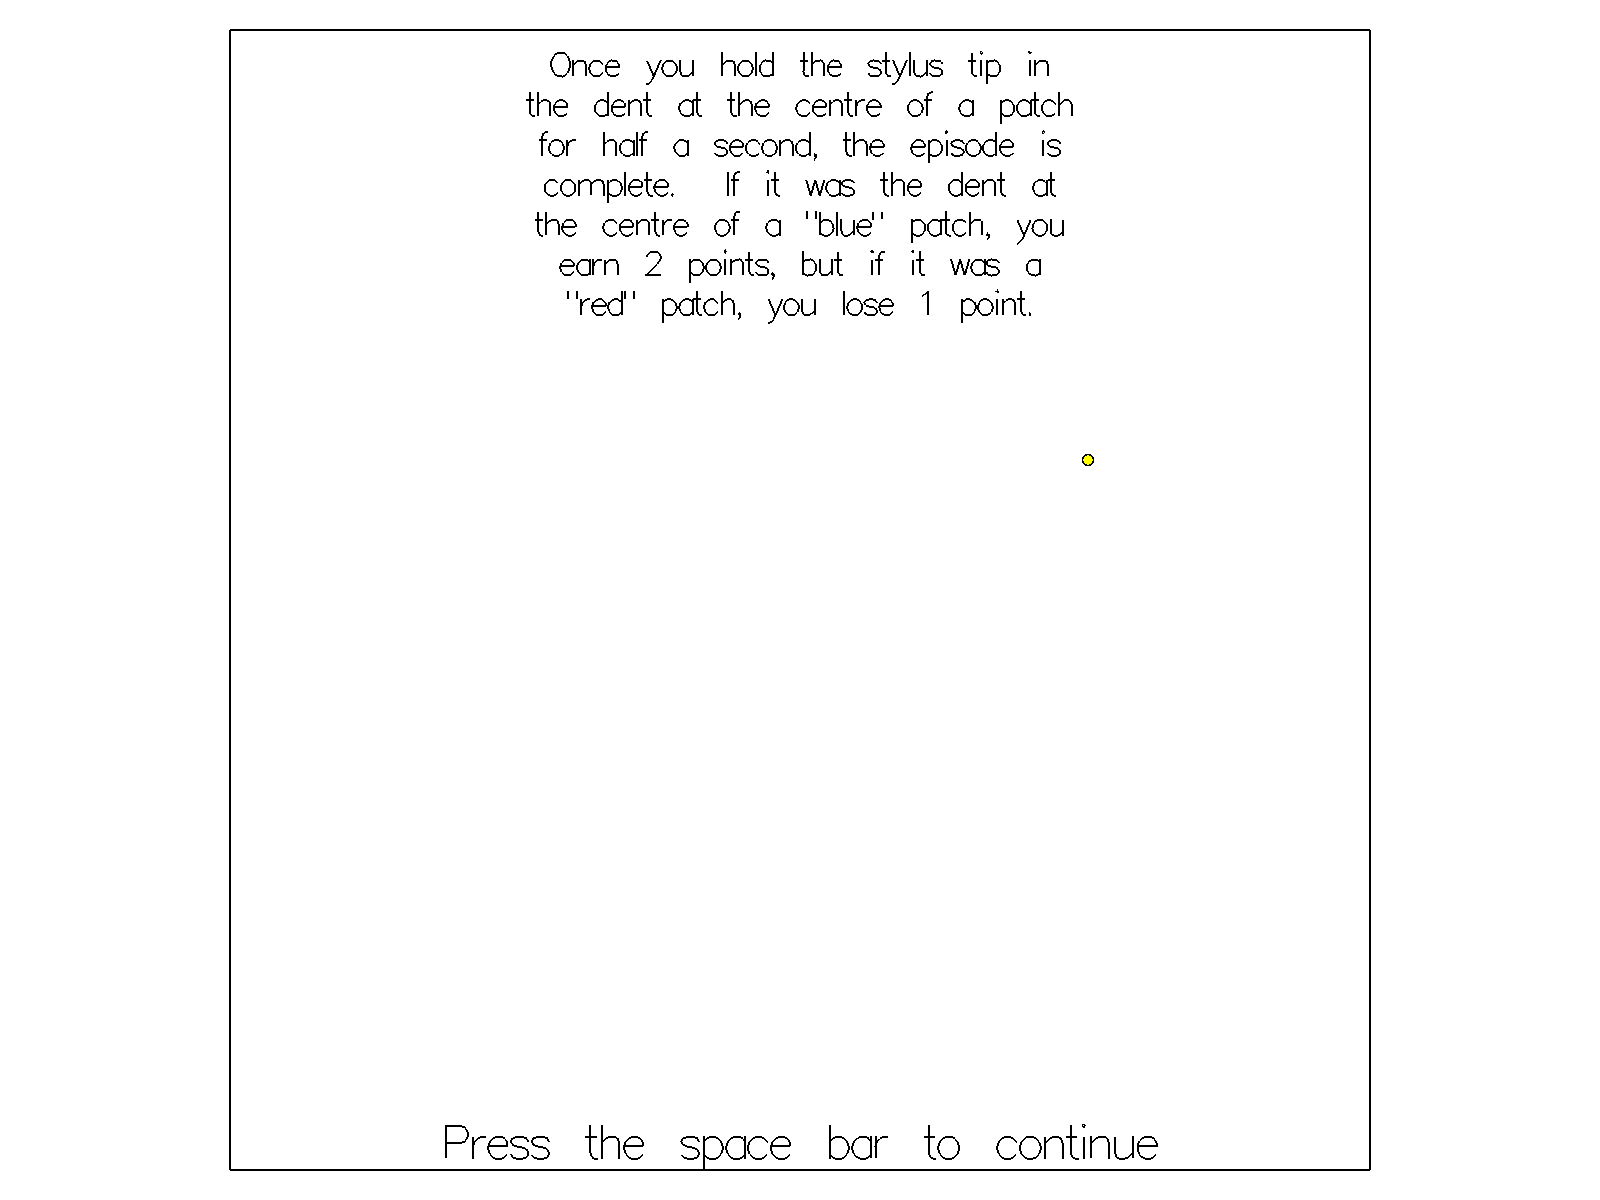 Once you hold the stylus tip in
the dent at the centre of a patch
for half a second, the episode is
complete. If it was the dent at
the centre of a "blue" patch, you
earn 2 points, but if it was a
"red" patch, you lose 1 point.
Press the space bar to continue